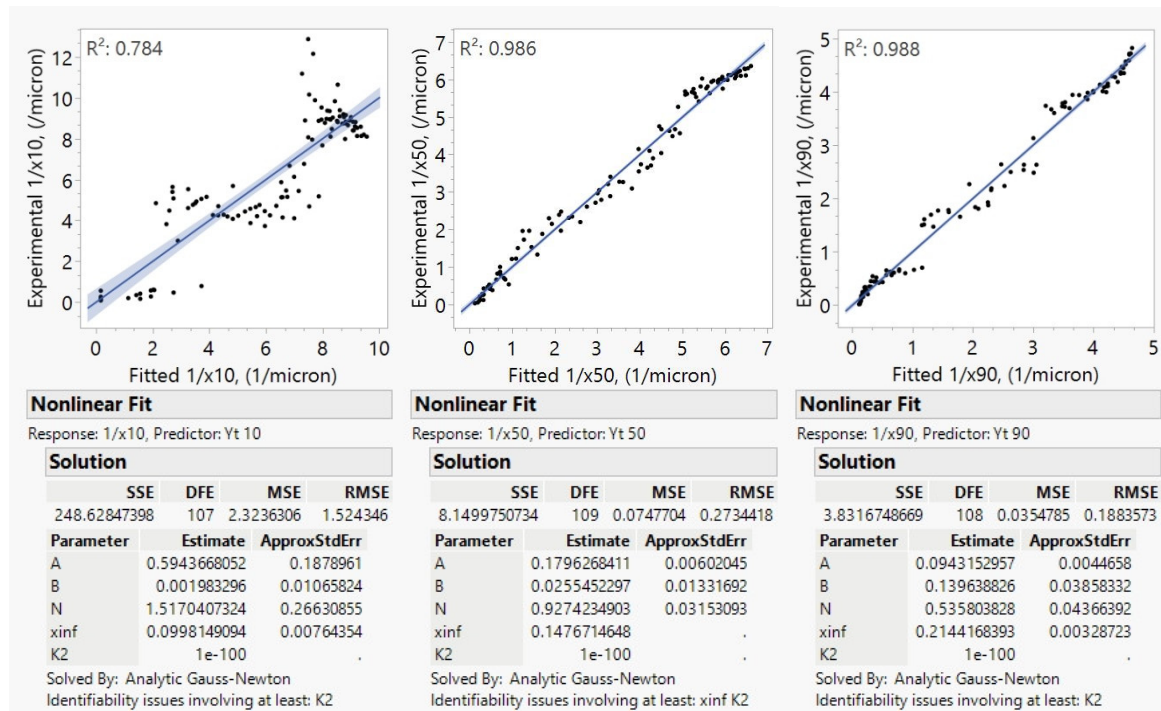 R²: 0.784
Experimental 1/x10, (/micron)
12
10
8
6
4
2
0
0 2 4 6 8 10
Fitted 1/x10, (1/micron)
Nonlinear Fit
Response: 1/x10, Predictor: Yt 10
Solution
SSE DFE MSE RMSE
248.62847398 107 2.3236306 1.524346
Parameter Estimate ApproxStdErr
A 0.5943668052 0.1878961
B 0.001983296 0.01065824
N 1.5170407324 0.26630855
xinf 0.0998149094 0.00764354
K2 1e-100 .
Solved By: Analytic Gauss-Newton
Identifiability issues involving at least: K2
R²: 0.986
Experimental 1/x50, (/micron)
7
6
5
4
3
2
1
0
0 1 2 3 4 5 6 7
Fitted 1/x50, (1/micron)
Nonlinear Fit
Response: 1/x50, Predictor: Yt 50
Solution
SSE DFE MSE RMSE
8.1499750734 109 0.0747704 0.2734418
Parameter Estimate ApproxStdErr
A 0.1796268411 0.00602045
B 0.0255452297 0.01331692
N 0.9274234903 0.03153093
xinf 0.1476714648 .
K2 1e-100 .
Solved By: Analytic Gauss-Newton
Identifiability issues involving at least: xinf K2
R²: 0.988
Experimental 1/x90, (/micron)
5
4
3
2
1
0
0 1 2 3 4 5
Fitted 1/x90, (1/micron)
Nonlinear Fit
Response: 1/x90, Predictor: Yt 90
Solution
SSE DFE MSE RMSE
3.8316748669 108 0.0354785 0.1883573
Parameter Estimate ApproxStdErr
A 0.0943152957 0.0044658
B 0.139638826 0.03858332
N 0.535803828 0.04366392
xinf 0.2144168393 0.00328723
K2 1e-100 .
Solved By: Analytic Gauss-Newton
Identifiability issues involving at least: K2